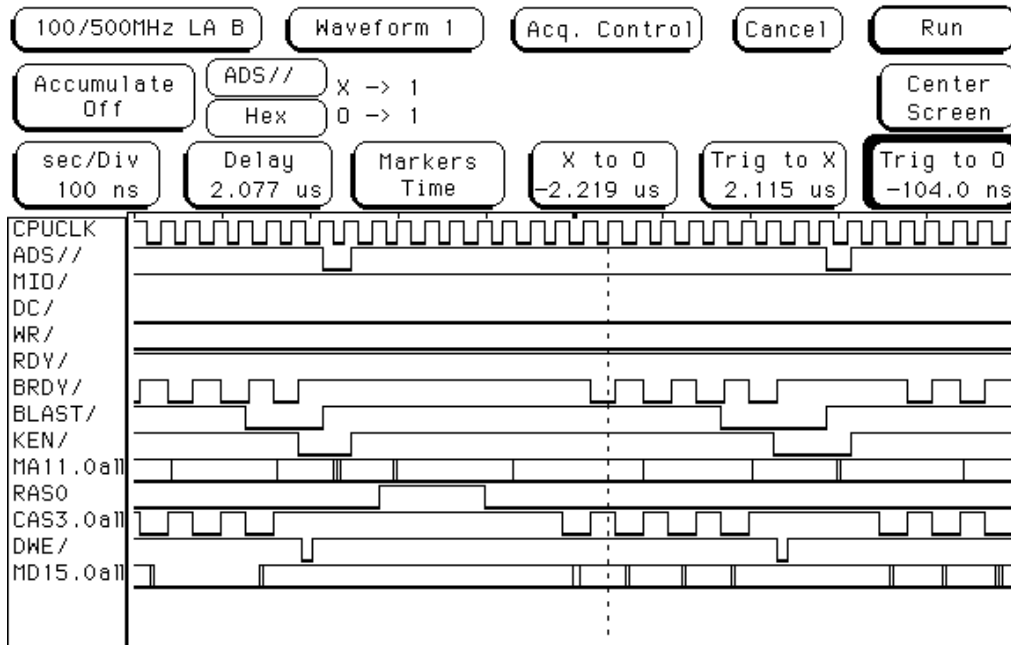 100/500MHz LA B Waveform 1 Acq. Control Cancel Run
Accumulate Off
ADS//
Hex
X -> 1
O -> 1
Center Screen
sec/Div 100 ns
Delay 2.077 us
Markers Time
X to O -2.219 us
Trig to X 2.115 us
Trig to O -104.0 ns
CPUCLK
ADS//
MIO/
DC/
WR/
RDY/
BRDY/
BLAST/
KEN/
MA11.0all
RAS0
CAS3.0all
DWE/
MD15.0all